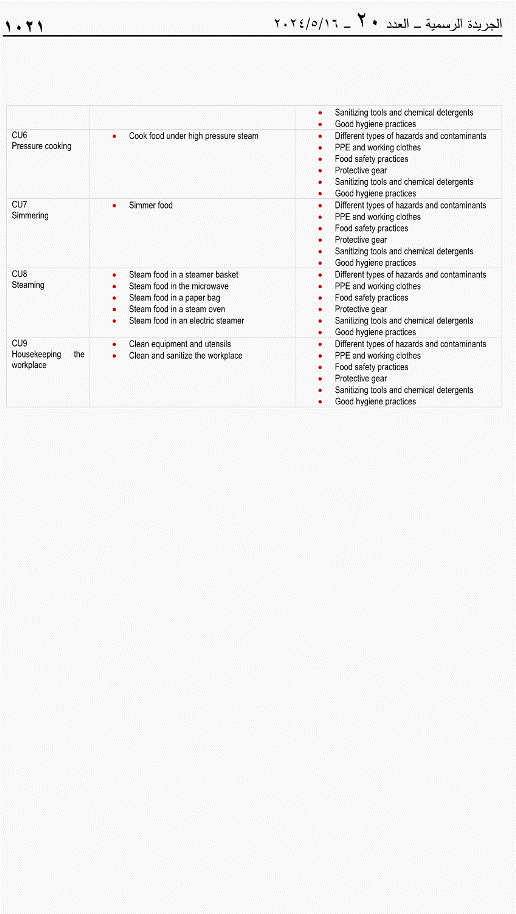 الجريدة الرسمية ــ العدد ٢٠ ــ ٢٠٢٤/٥/١٦
١٠٢١
Sanitizing tools and chemical detergents
Good hygiene practices
CU6
Pressure cooking
Cook food under high pressure steam
Different types of hazards and contaminants
PPE and working clothes
Food safety practices
Protective gear
Sanitizing tools and chemical detergents
Good hygiene practices
CU7
Simmering
Simmer food
Different types of hazards and contaminants
PPE and working clothes
Food safety practices
Protective gear
Sanitizing tools and chemical detergents
Good hygiene practices
CU8
Steaming
Steam food in a steamer basket
Steam food in the microwave
Steam food in a paper bag
Steam food in a steam oven
Steam food in an electric steamer
Different types of hazards and contaminants
PPE and working clothes
Food safety practices
Protective gear
Sanitizing tools and chemical detergents
Good hygiene practices
CU9
Housekeeping the
workplace
Clean equipment and utensils
Clean and sanitize the workplace
Different types of hazards and contaminants
PPE and working clothes
Food safety practices
Protective gear
Sanitizing tools and chemical detergents
Good hygiene practices